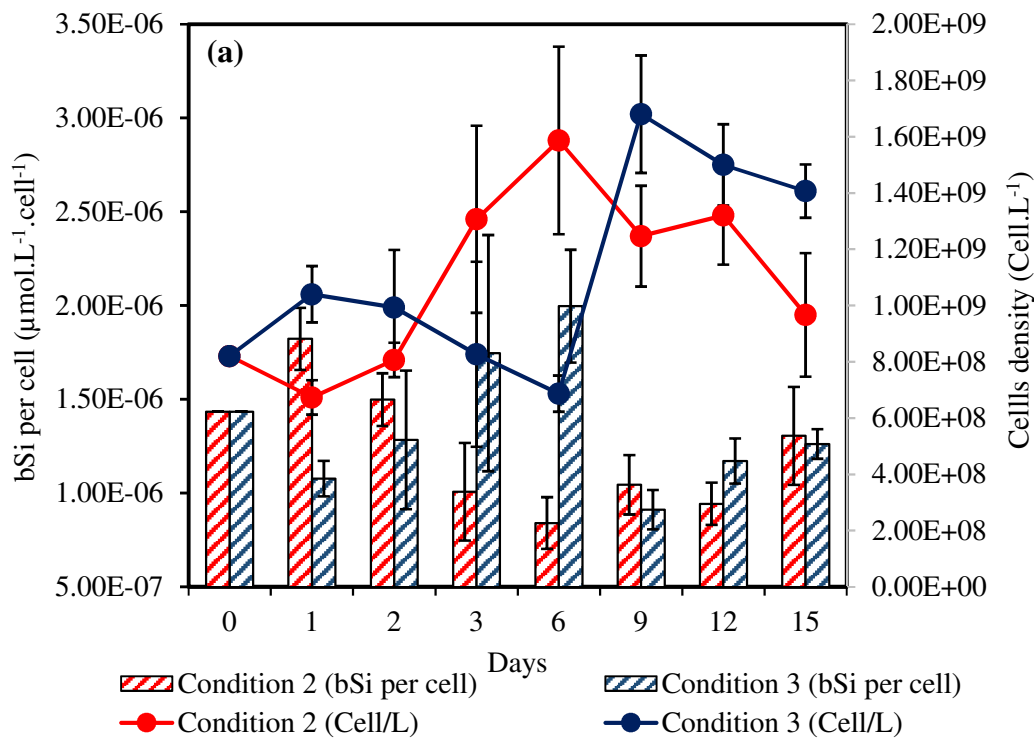 (a)
3.50E-06
3.00E-06
2.50E-06
2.00E-06
1.50E-06
1.00E-06
5.00E-07
bSi per cell (µmol.L⁻¹.cell⁻¹)
2.00E+09
1.80E+09
1.60E+09
1.40E+09
1.20E+09
1.00E+09
8.00E+08
6.00E+08
4.00E+08
2.00E+08
0.00E+00
Cellls density (Cell.L⁻¹)
0 1 2 3 6 9 12 15
Days
Condition 2 (bSi per cell) Condition 3 (bSi per cell)
Condition 2 (Cell/L) Condition 3 (Cell/L)